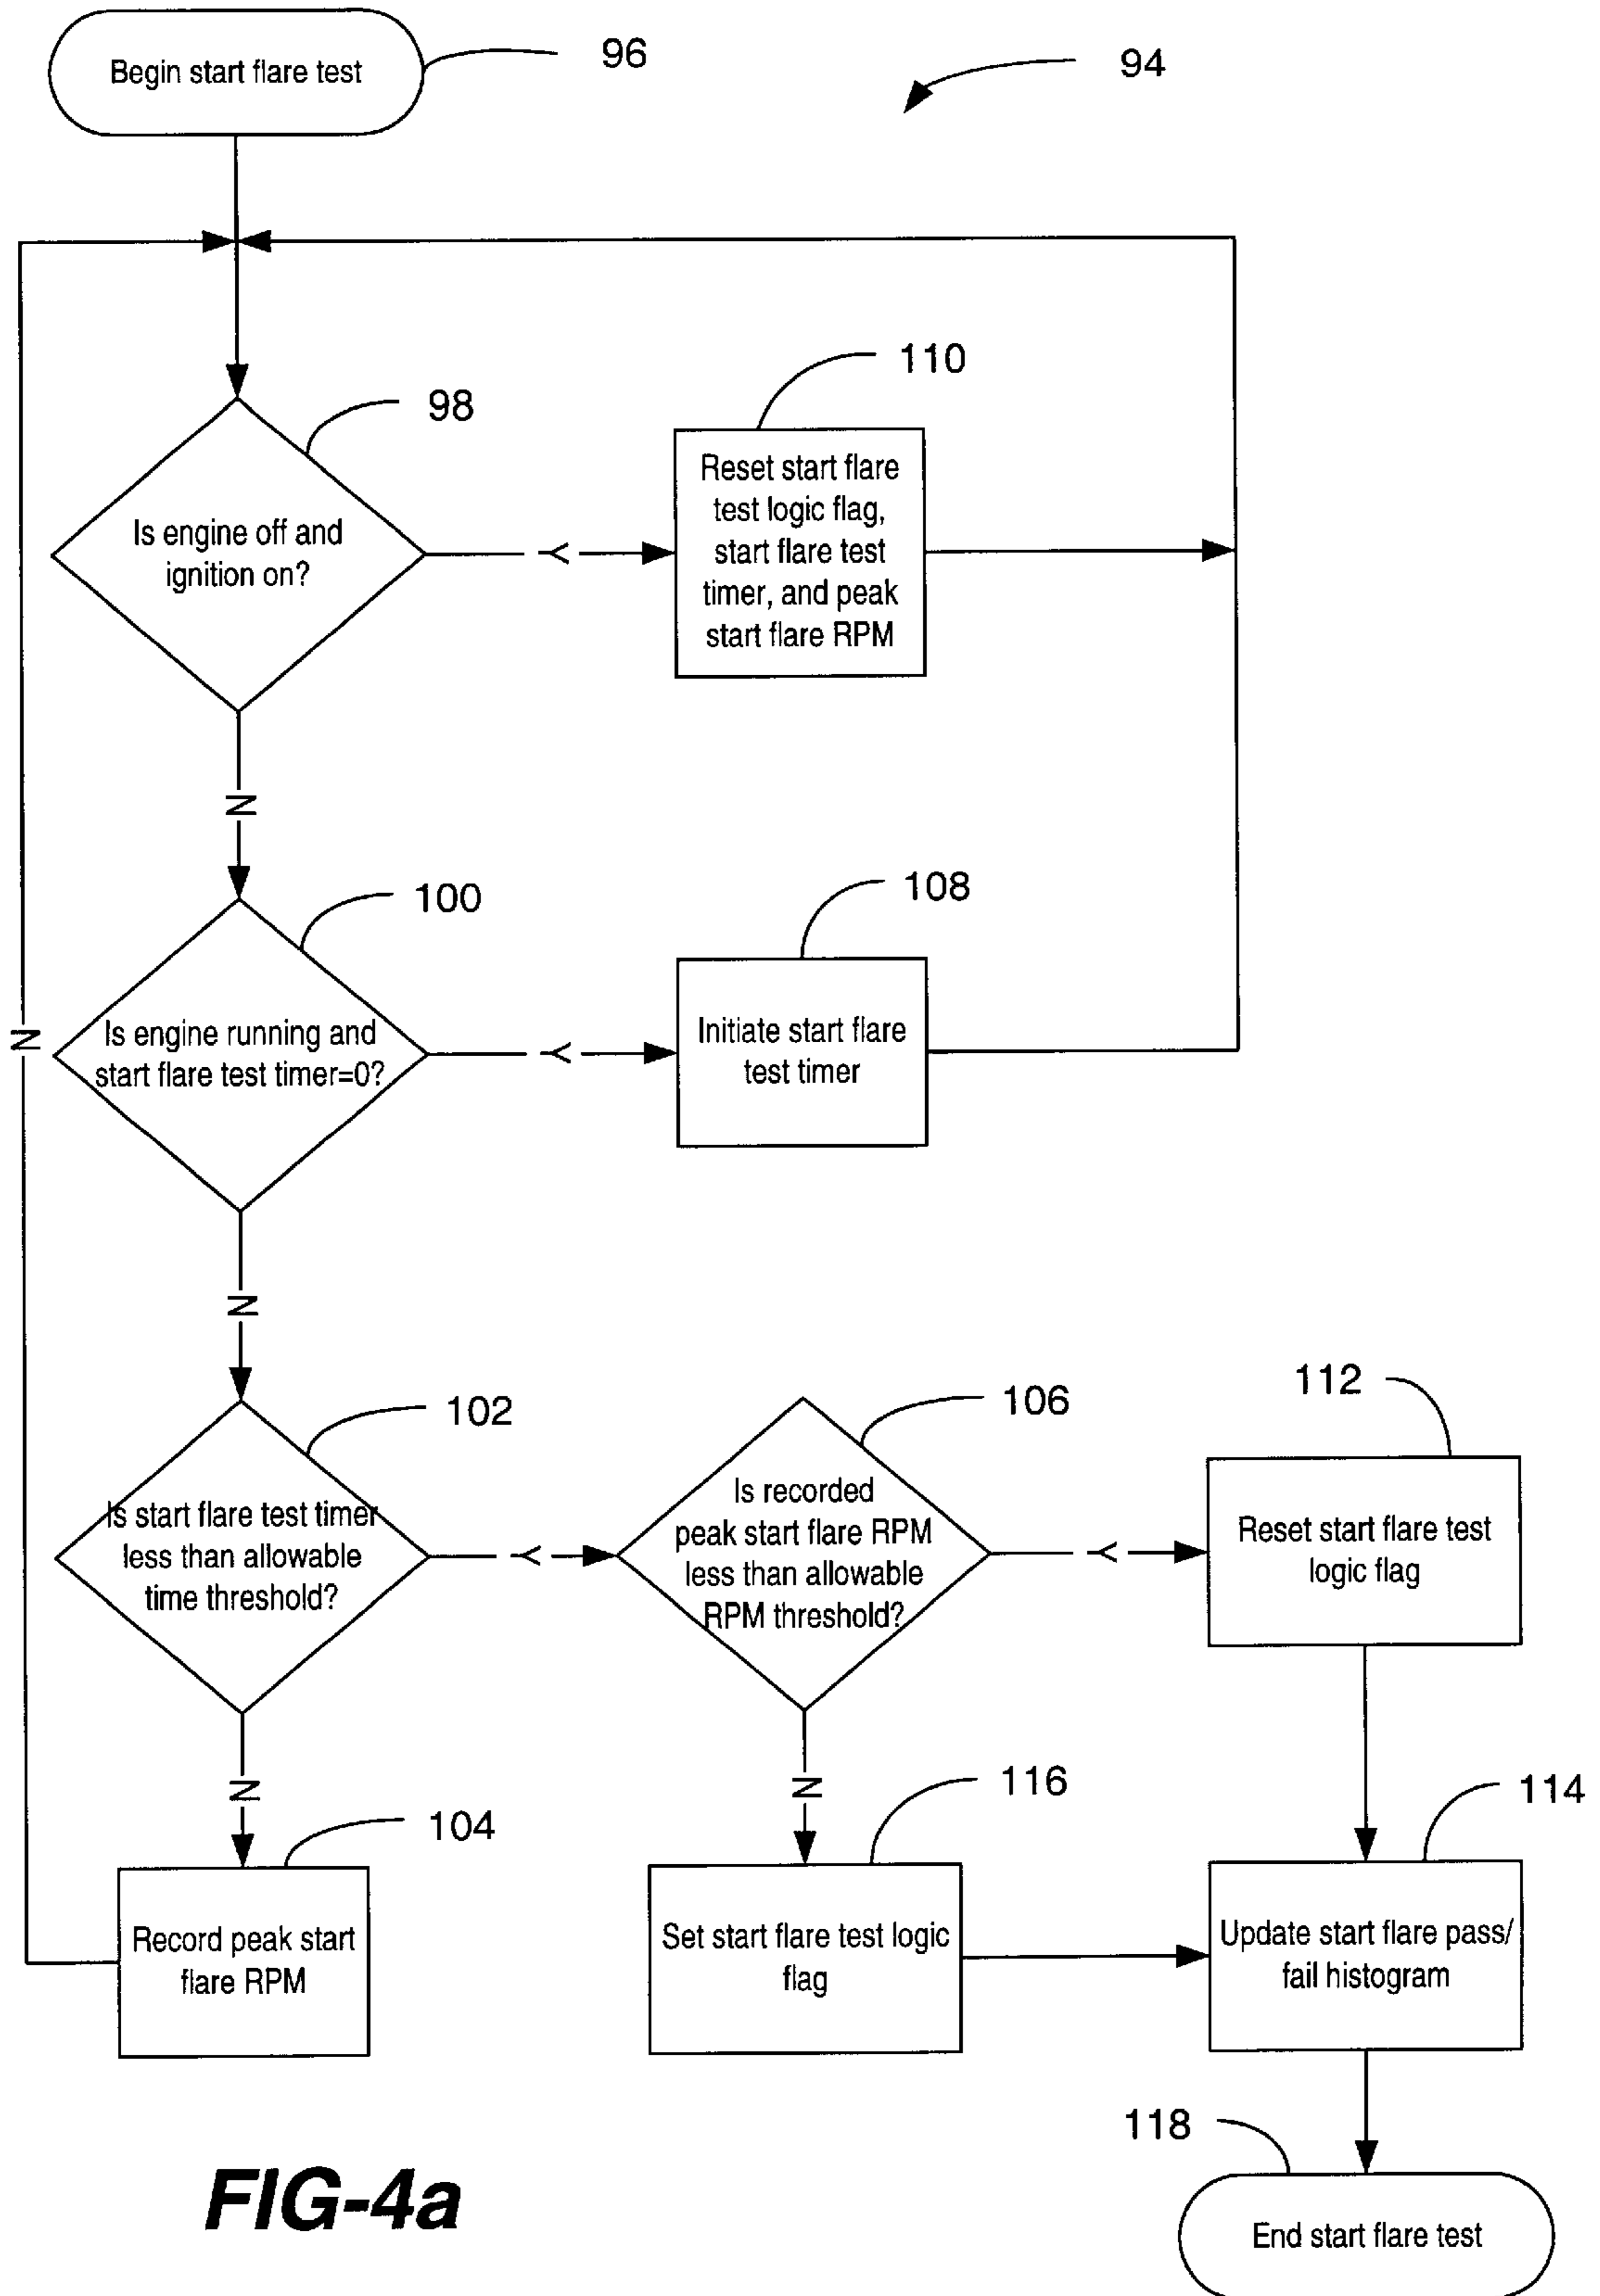 Begin start flare test
96
94
98
Is engine off and
ignition on?
Y
110
Reset start flare
test logic flag,
start flare test
timer, and peak
start flare RPM
N
100
Is engine running and
start flare test timer=0?
Y
108
Initiate start flare
test timer
N
N
102
Is start flare test timer
less than allowable
time threshold?
Y
106
Is recorded
peak start flare RPM
less than allowable
RPM threshold?
Y
112
Reset start flare test
logic flag
N
104
Record peak start
flare RPM
N
116
Set start flare test logic
flag
114
Update start flare pass/
fail histogram
118
End start flare test
FIG-4a